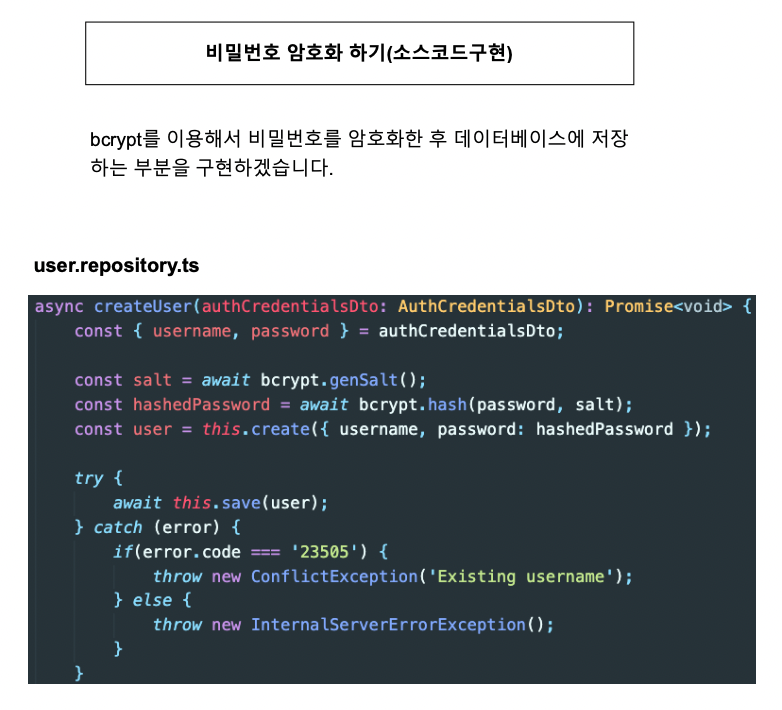 비밀번호 암호화 하기(소스코드구현)
bcrypt를 이용해서 비밀번호를 암호화한 후 데이터베이스에 저장
하는 부분을 구현하겠습니다.
user.repository.ts
async createUser(authCredentialsDto: AuthCredentialsDto): Promise<void> {
    const { username, password } = authCredentialsDto;
    const salt = await bcrypt.genSalt();
    const hashedPassword = await bcrypt.hash(password, salt);
    const user = this.create({ username, password: hashedPassword });
    try {
        await this.save(user);
    } catch (error) {
        if(error.code === '23505') {
            throw new ConflictException('Existing username');
        } else {
            throw new InternalServerErrorException();
        }
    }